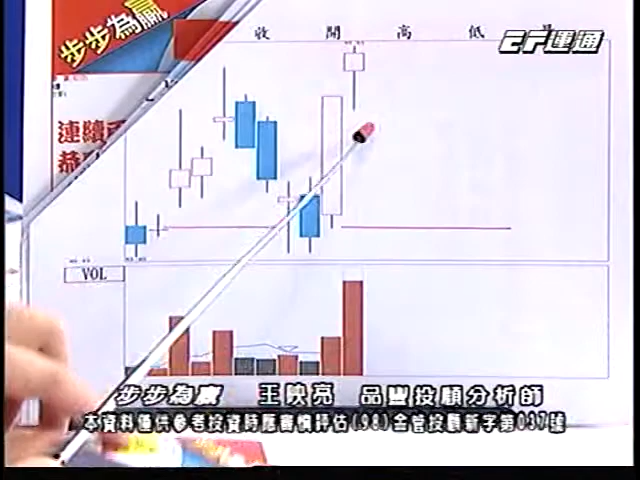 步步為贏
收 開 高 低 量
EF運通
連續
恭
VOL
步步為贏 王映亮 品豐投顧分析師
本資料僅供參考投資時應審慎評估(98)金管投顧新字第037號